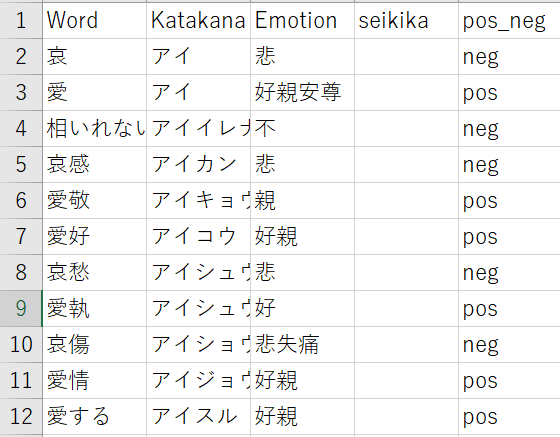 1 Word Katakana Emotion seikika pos_neg
2 哀 アイ 悲 neg
3 愛 アイ 好親安尊 pos
4 相いれない アイイレナ 不 neg
5 哀感 アイカン 悲 neg
6 愛敬 アイキョウ 親 pos
7 愛好 アイコウ 好親 pos
8 哀愁 アイシュウ 悲 neg
9 愛執 アイシュウ 好 pos
10 哀傷 アイショウ 悲失痛 neg
11 愛情 アイジョウ 好親 pos
12 愛する アイスル 好親 pos